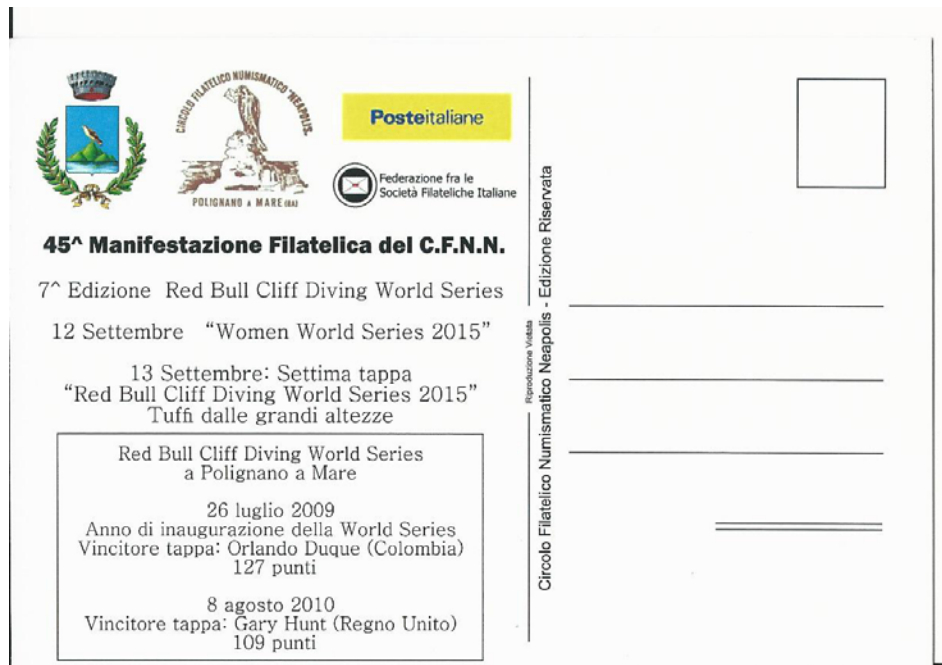 CIRCOLO FILATELICO NUMISMATICO "NEAPOLIS"
POLIGNANO A MARE (BA)
Posteitaliane
Federazione fra le
Società Filateliche Italiane
45^ Manifestazione Filatelica del C.F.N.N.
7^ Edizione Red Bull Cliff Diving World Series
12 Settembre "Women World Series 2015"
13 Settembre: Settima tappa
"Red Bull Cliff Diving World Series 2015"
Tuffi dalle grandi altezze
Red Bull Cliff Diving World Series
a Polignano a Mare
26 luglio 2009
Anno di inaugurazione della World Series
Vincitore tappa: Orlando Duque (Colombia)
127 punti
8 agosto 2010
Vincitore tappa: Gary Hunt (Regno Unito)
109 punti
Riproduzione Vietata
Circolo Filatelico Numismatico Neapolis - Edizione Riservata